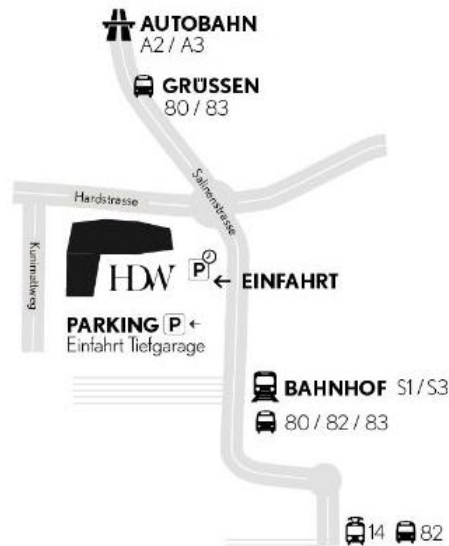 AUTOBAHN
A2 / A3
GRÜSSEN
80 / 83
Salinenstrasse
Hardstrasse
Kunimattweg
HDW
P
← EINFAHRT
PARKING P ←
Einfahrt Tiefgarage
BAHNHOF S1 / S3
80 / 82 / 83
14 82